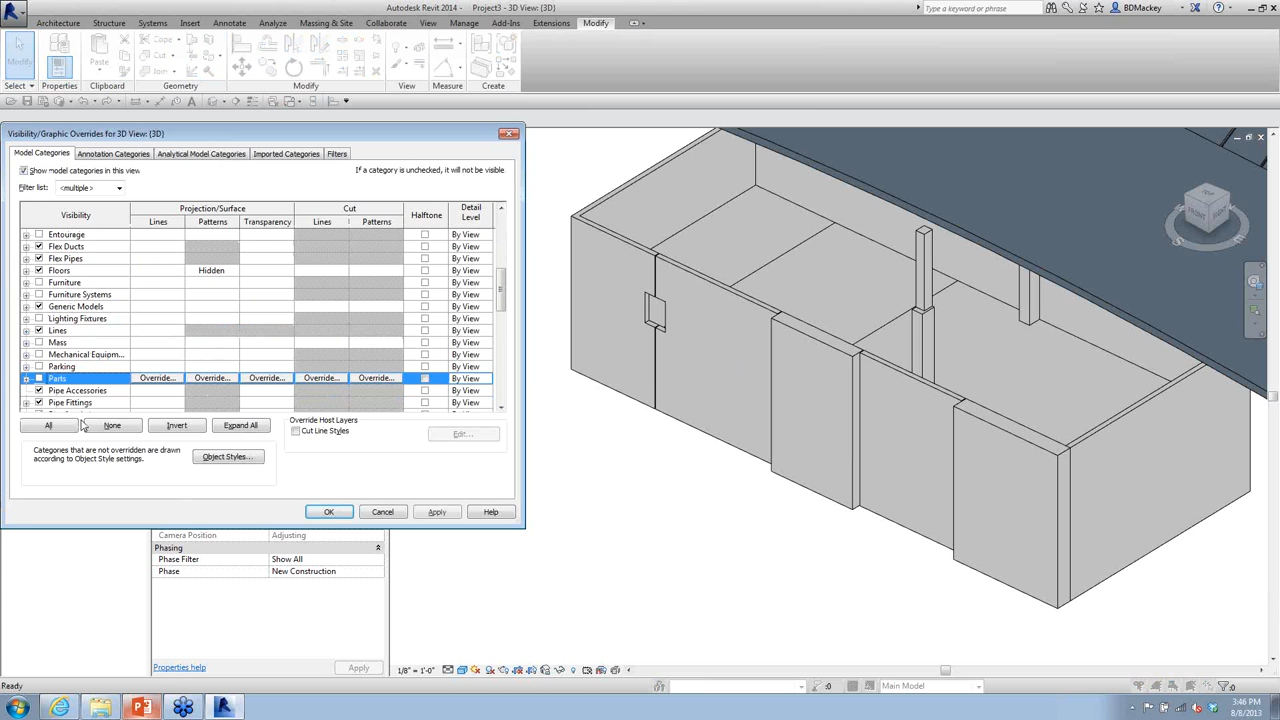 Autodesk Revit 2014 - Project3 - 3D View: {3D}
Type a keyword or phrase
BDMackey
Architecture Structure Systems Insert Annotate Analyze Massing & Site Collaborate View Manage Add-Ins Extensions Modify
Modify
Paste
Cope
Cut
Join
Select Properties Clipboard Geometry Modify View Measure Create
Visibility/Graphic Overrides for 3D View: {3D}
Model Categories Annotation Categories Analytical Model Categories Imported Categories Filters
Show model categories in this view
If a category is unchecked, it will not be visible
Filter list: <multiple>
Visibility Projection/Surface Cut Halftone Detail Level
Lines Patterns Transparency Lines Patterns
Entourage By View
Flex Ducts By View
Flex Pipes By View
Floors Hidden By View
Furniture By View
Furniture Systems By View
Generic Models By View
Lighting Fixtures By View
Lines By View
Mass By View
Mechanical Equipm... By View
Parking By View
Parts Override... Override... Override... Override... Override... By View
Pipe Accessories By View
Pipe Fittings By View
All None Invert Expand All
Override Host Layers
Cut Line Styles
Edit...
Categories that are not overridden are drawn
according to Object Style settings.
Object Styles...
OK Cancel Apply Help
TOP
FRONT
RIGHT
Camera Position Adjusting
Phasing
Phase Filter Show All
Phase New Construction
Properties help
Apply
1/8" = 1'-0"
Ready
:0
Main Model
:0
3:46 PM
8/8/2013